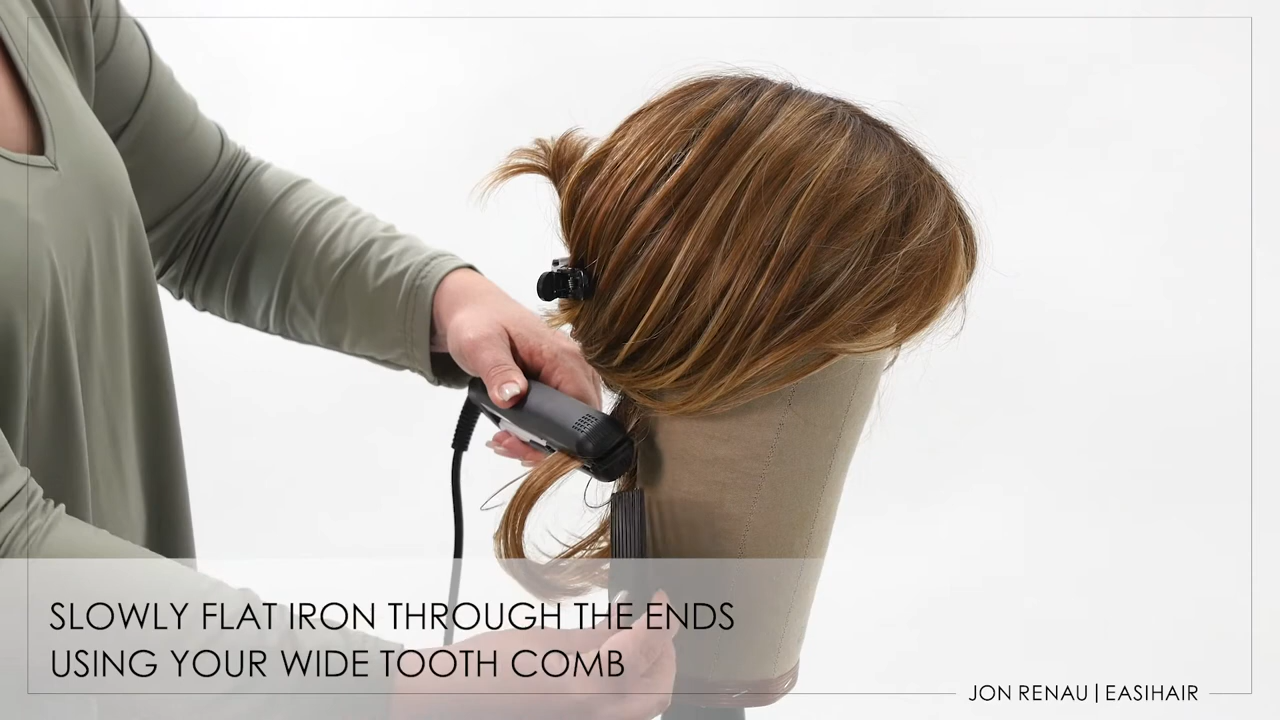 SLOWLY FLAT IRON THROUGH THE ENDS
USING YOUR WIDE TOOTH COMB
JON RENAU | EASIHAIR